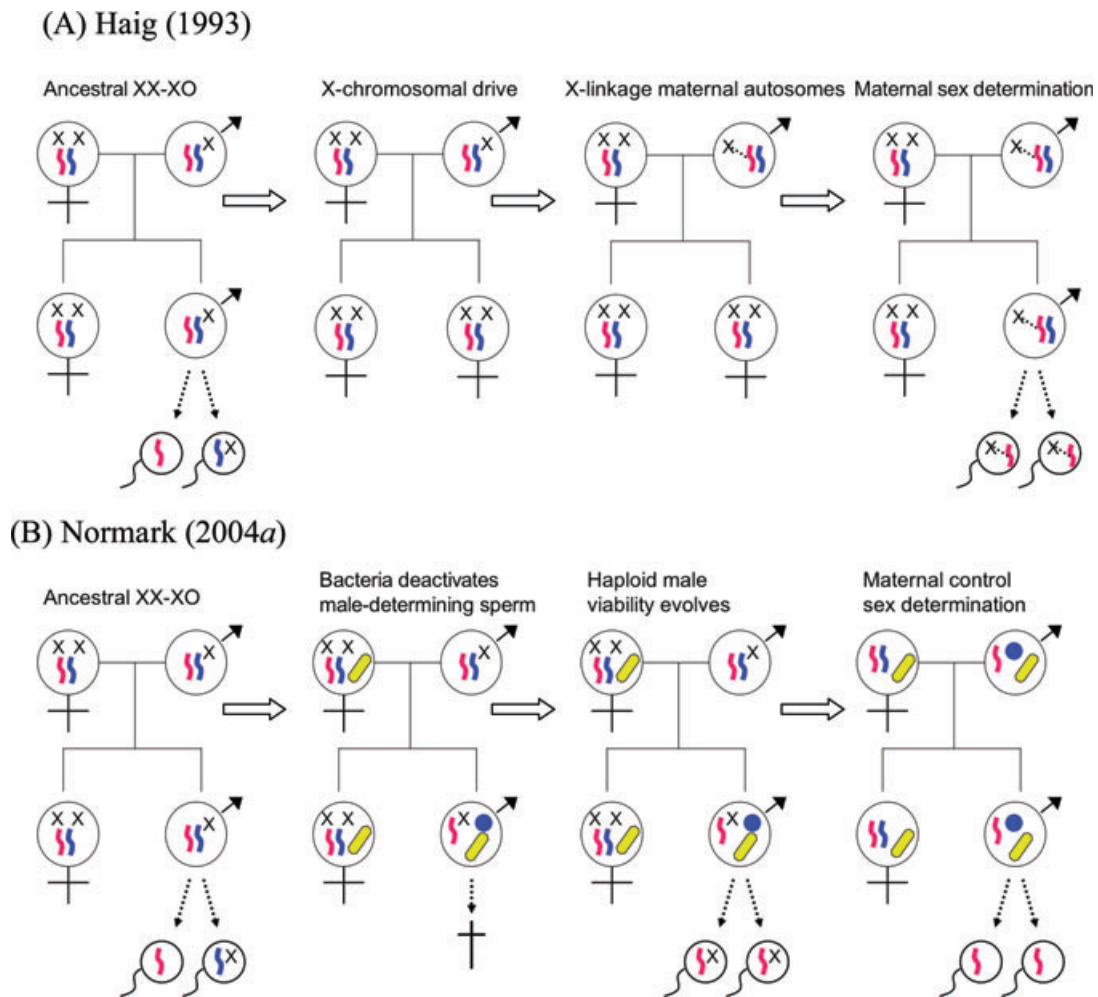 (A) Haig (1993)
Ancestral XX-XO
X-chromosomal drive
X-linkage maternal autosomes
Maternal sex determination
X X
X
X X
X
X X
X
X X
X
X X
X
X X
X X
X X
X X
X X
X
X
X
X
(B) Normark (2004a)
Ancestral XX-XO
Bacteria deactivates
male-determining sperm
Haploid male
viability evolves
Maternal control
sex determination
X X
X
X X
X
X X
X
X X
X
X X
X
X X
X
X
X
X